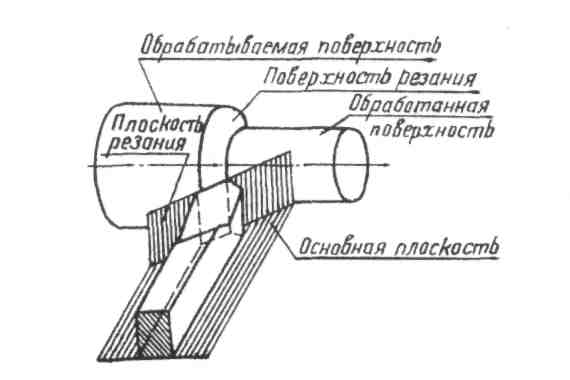 Обрабатываемая поверхность
Поверхность резания
Обработанная
поверхность
Плоскость
резания
Основная плоскость